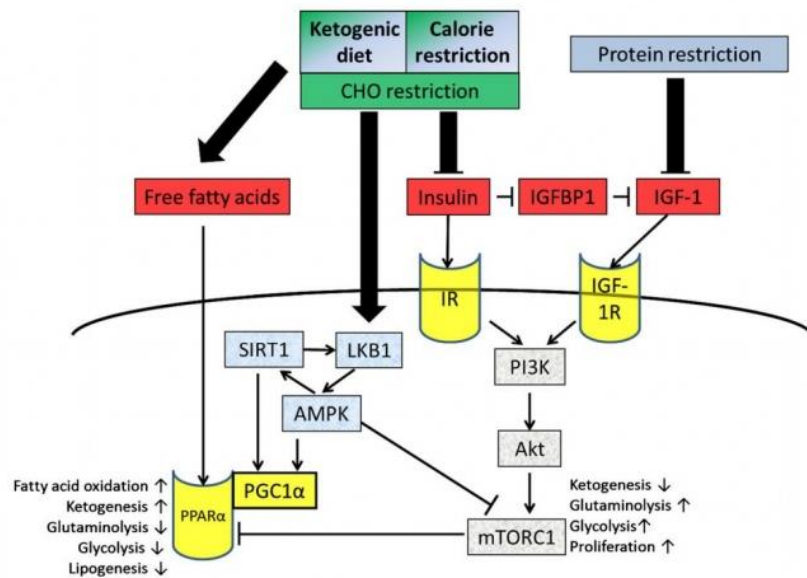 Ketogenic diet
Calorie restriction
CHO restriction
Protein restriction
Free fatty acids
Insulin
IGFBP1
IGF-1
IR
IGF-
1R
SIRT1
LKB1
PI3K
AMPK
Akt
Fatty acid oxidation ↑
Ketogenesis ↑
Glutaminolysis ↓
Glycolysis ↓
Lipogenesis ↓
PPARα
PGC1α
mTORC1
Ketogenesis ↓
Glutaminolysis ↑
Glycolysis↑
Proliferation ↑